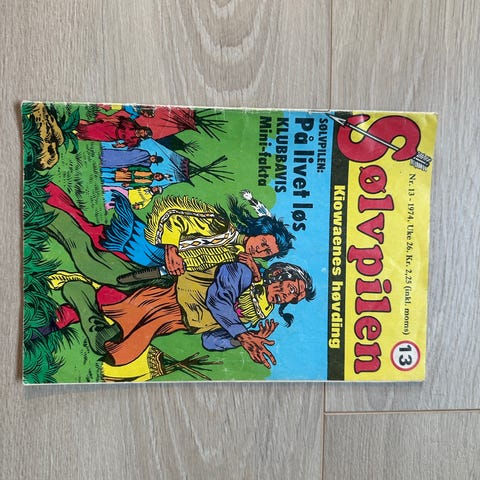 Nr. 13 - 1974. Uke 26. Kr. 2,25 (inkl. moms)
Sølvpilen
13
Kiowaenes høvding
SØLVPILEN:
På livet løs
KLUBBAVIS
Mini-fakta